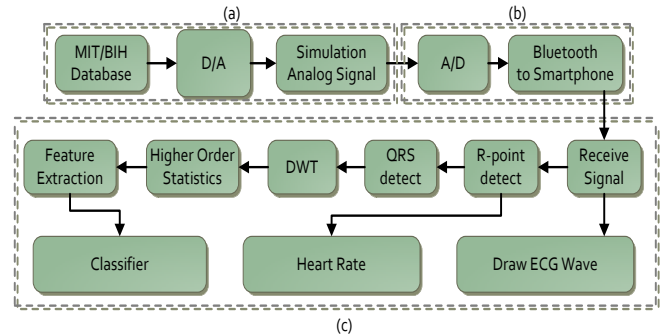 (a)
(b)
MIT/BIH
Database
D/A
Simulation
Analog Signal
A/D
Bluetooth
to Smartphone
Feature
Extraction
Higher Order
Statistics
DWT
QRS
detect
R-point
detect
Receive
Signal
Classifier
Heart Rate
Draw ECG Wave
(c)